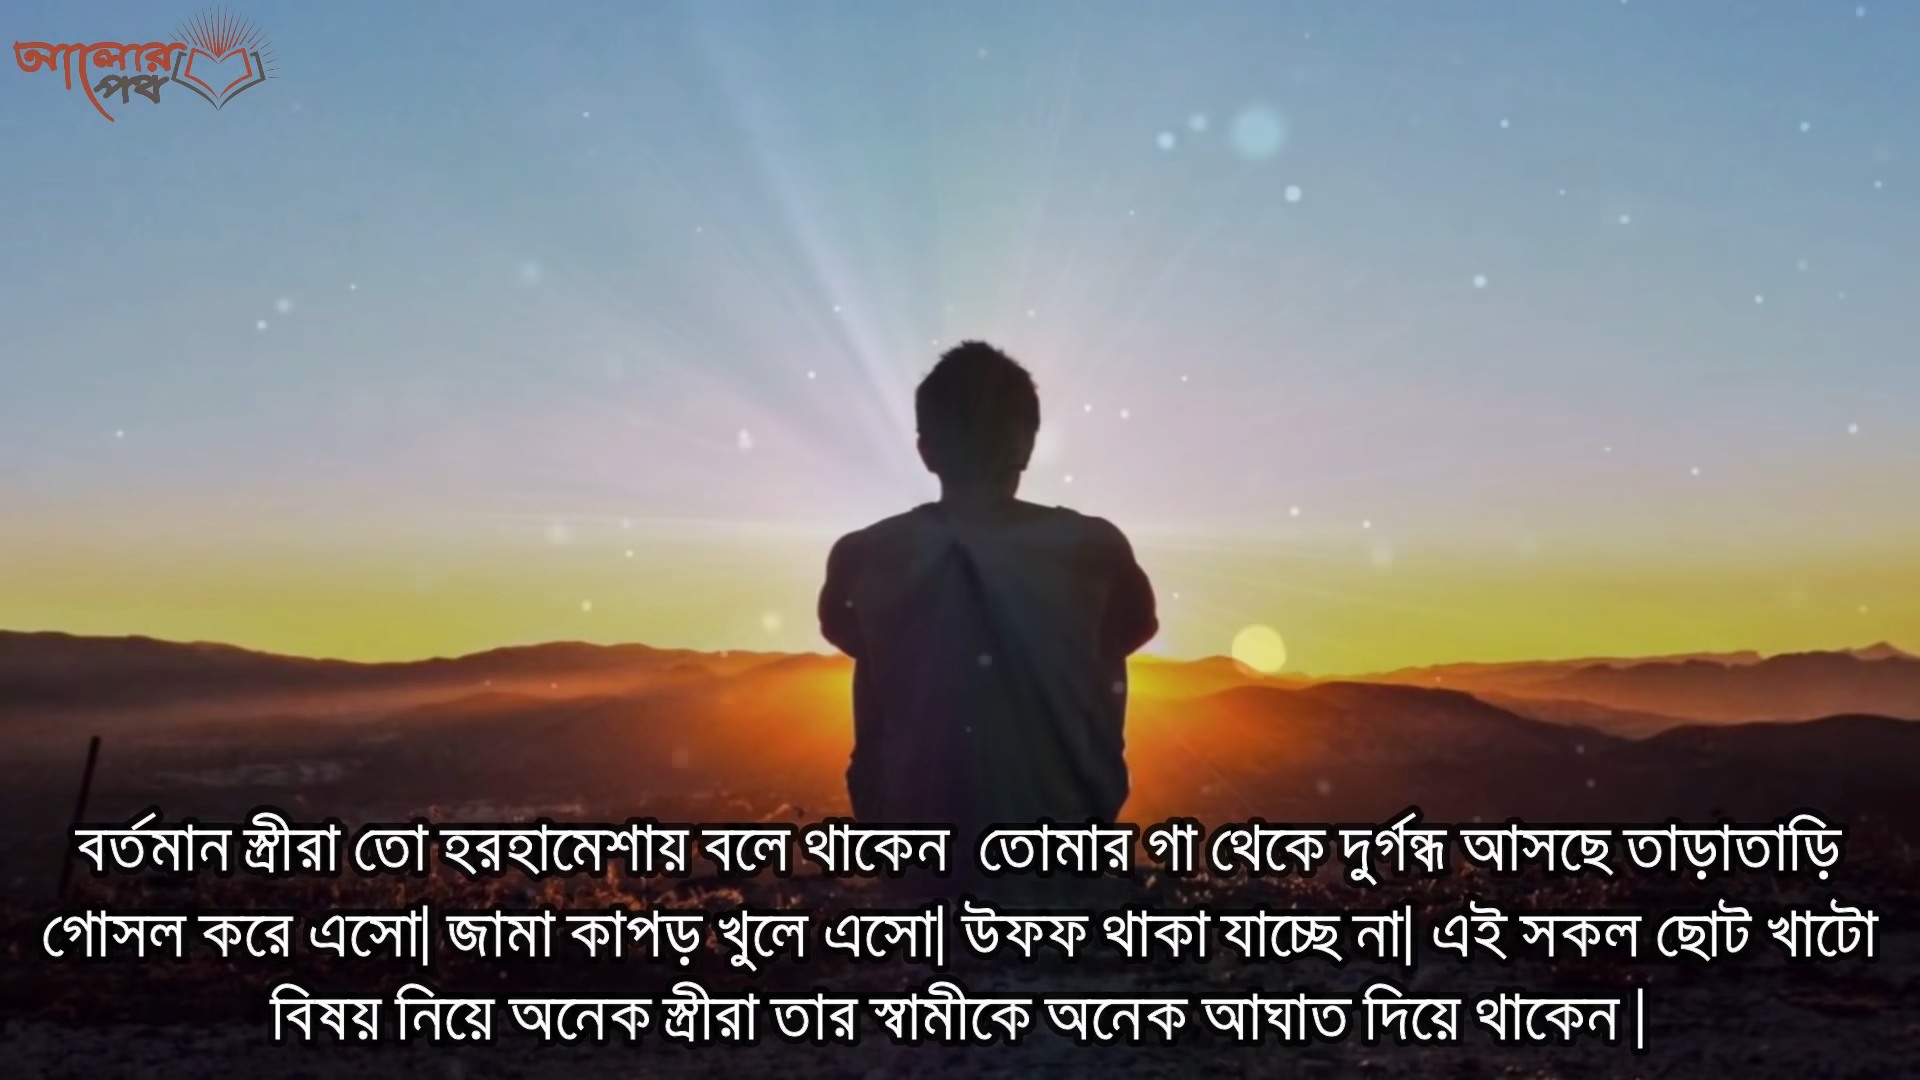 আলোর
পথ
বর্তমান স্ত্রীরা তো হরহামেশায় বলে থাকেন তোমার গা থেকে দুর্গন্ধ আসছে তাড়াতাড়ি
গোসল করে এসো| জামা কাপড় খুলে এসো| উফফ থাকা যাচ্ছে না| এই সকল ছোট খাটো
বিষয় নিয়ে অনেক স্ত্রীরা তার স্বামীকে অনেক আঘাত দিয়ে থাকেন |